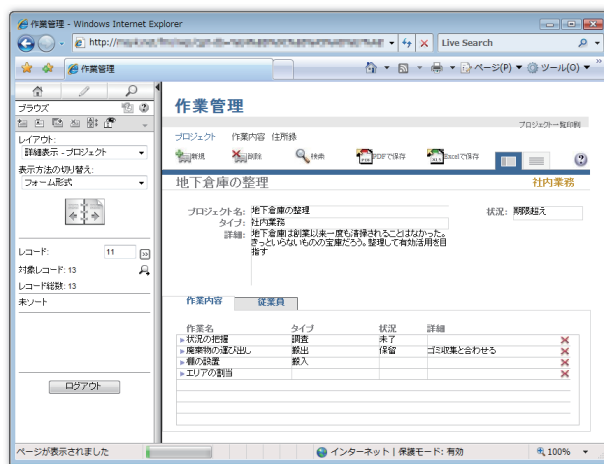 作業管理 - Windows Internet Explorer
http://
Live Search
作業管理
ページ(P)
ツール(O)
ブラウズ
レイアウト:
詳細表示 - プロジェクト
表示方法の切り替え:
フォーム形式
レコード: 11
対象レコード: 13
レコード総数: 13
未ソート
ログアウト
作業管理
プロジェクト一覧印刷
プロジェクト 作業内容 住所録
新規 削除 検索 PDFで保存 Excelで保存
地下倉庫の整理 社内業務
プロジェクト名: 地下倉庫の整理 状況: 期限超え
タイプ: 社内業務
詳細: 地下倉庫は創業以来一度も清掃されることはなかった。
きっといらないものの宝庫だろう。整理して有効活用を目
指す
作業内容 従業員
作業名 タイプ 状況 詳細
状況の把握 調査 未了
廃棄物の運び出し 搬出 保留 ゴミ収集と合わせる
棚の設置 搬入
エリアの割当
ページが表示されました インターネット | 保護モード: 有効 100%